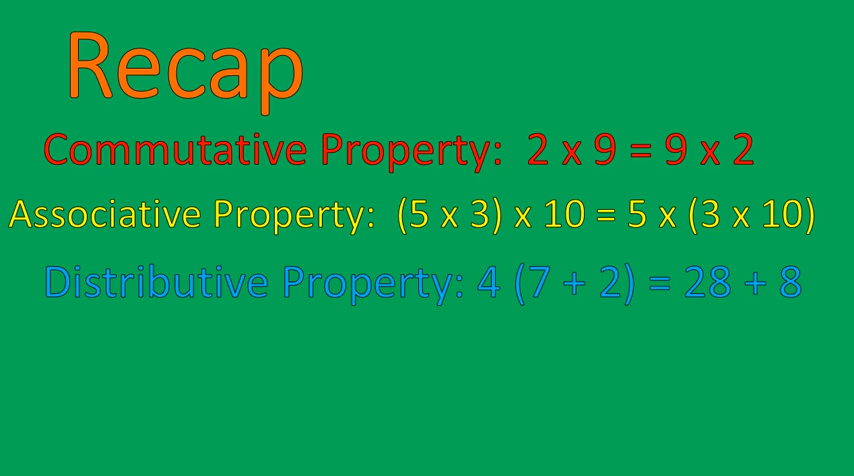 Recap
Commutative Property: 2 x 9 = 9 x 2
Associative Property: (5 x 3) x 10 = 5 x (3 x 10)
Distributive Property: 4 (7 + 2) = 28 + 8